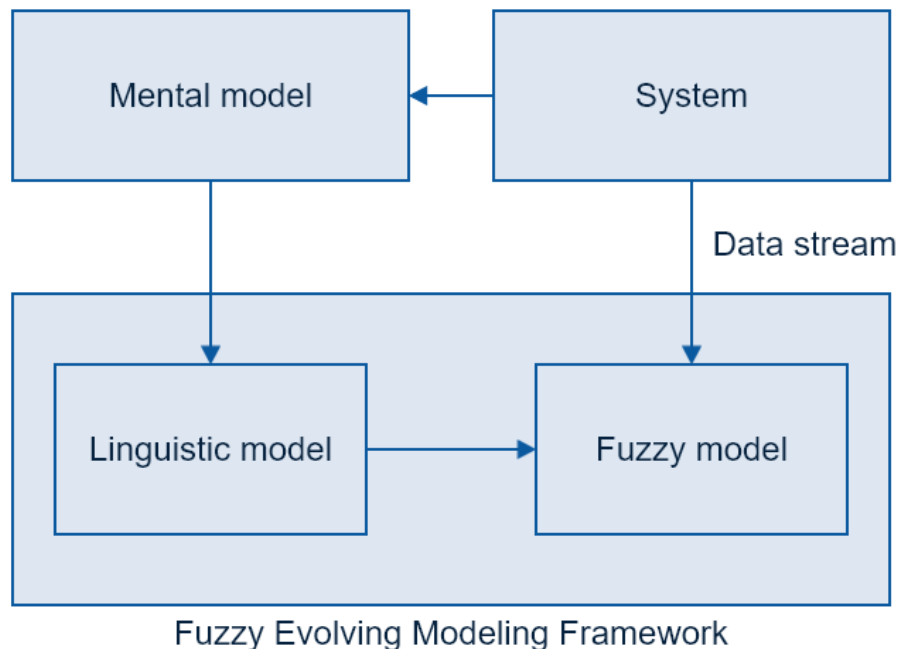 Mental model
System
Data stream
Linguistic model
Fuzzy model
Fuzzy Evolving Modeling Framework